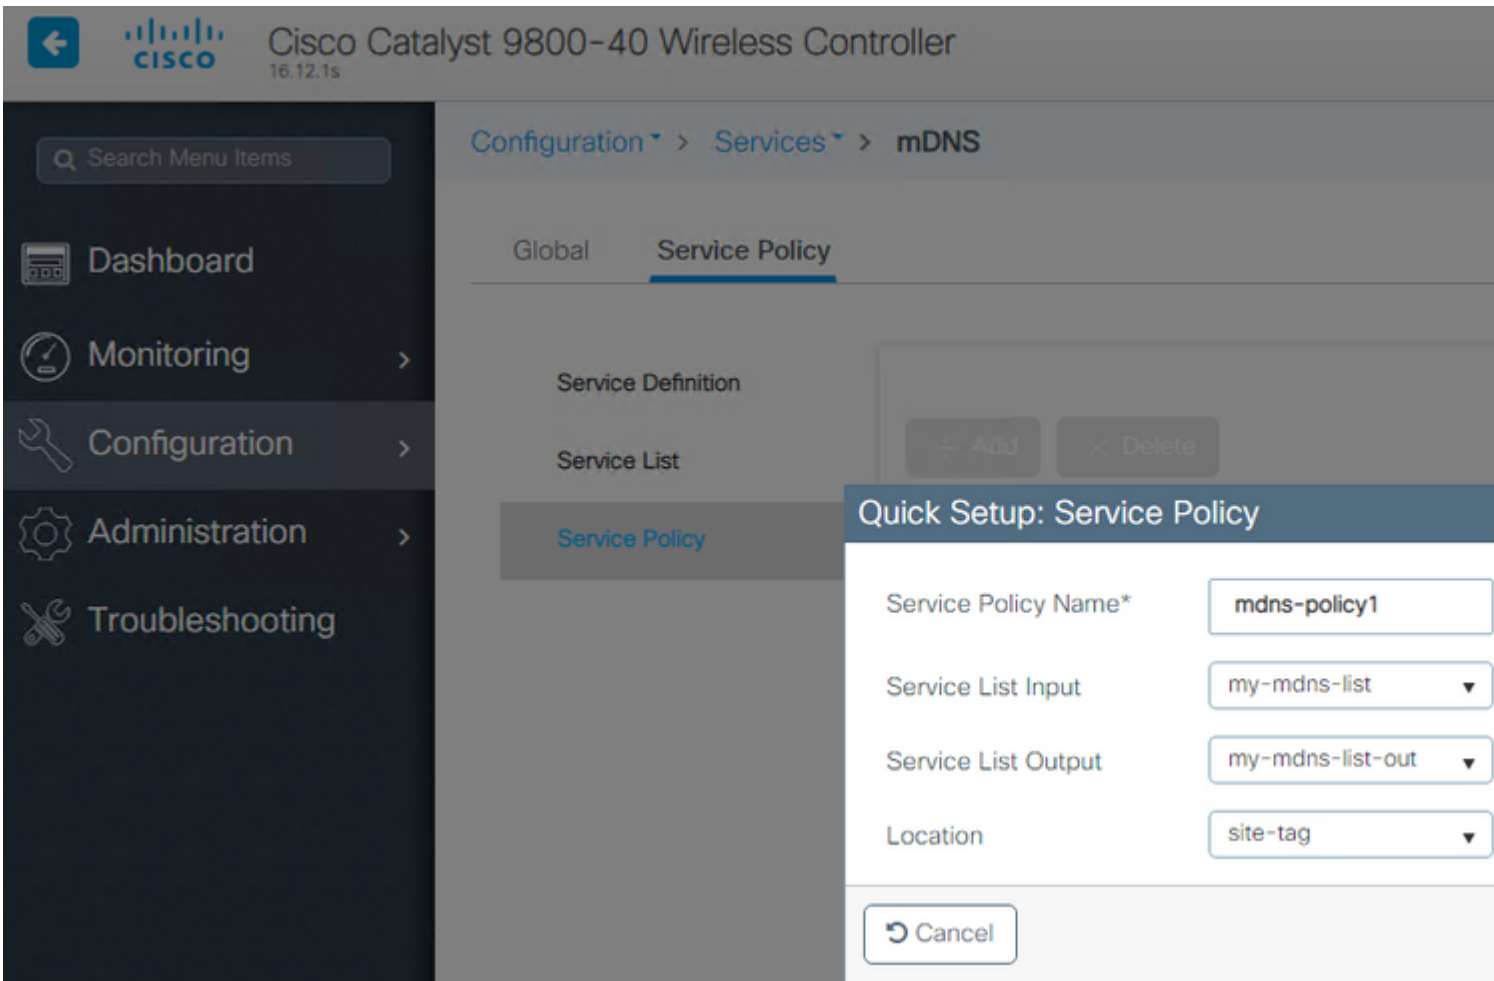 CISCO
Cisco Catalyst 9800-40 Wireless Controller
16.12.1s
Search Menu Items
Dashboard
Monitoring
Configuration
Administration
Troubleshooting
Configuration > Services > mDNS
Global Service Policy
Service Definition
Service List
Service Policy
+ Add × Delete
Quick Setup: Service Policy
Service Policy Name* mdns-policy1
Service List Input my-mdns-list
Service List Output my-mdns-list-out
Location site-tag
Cancel